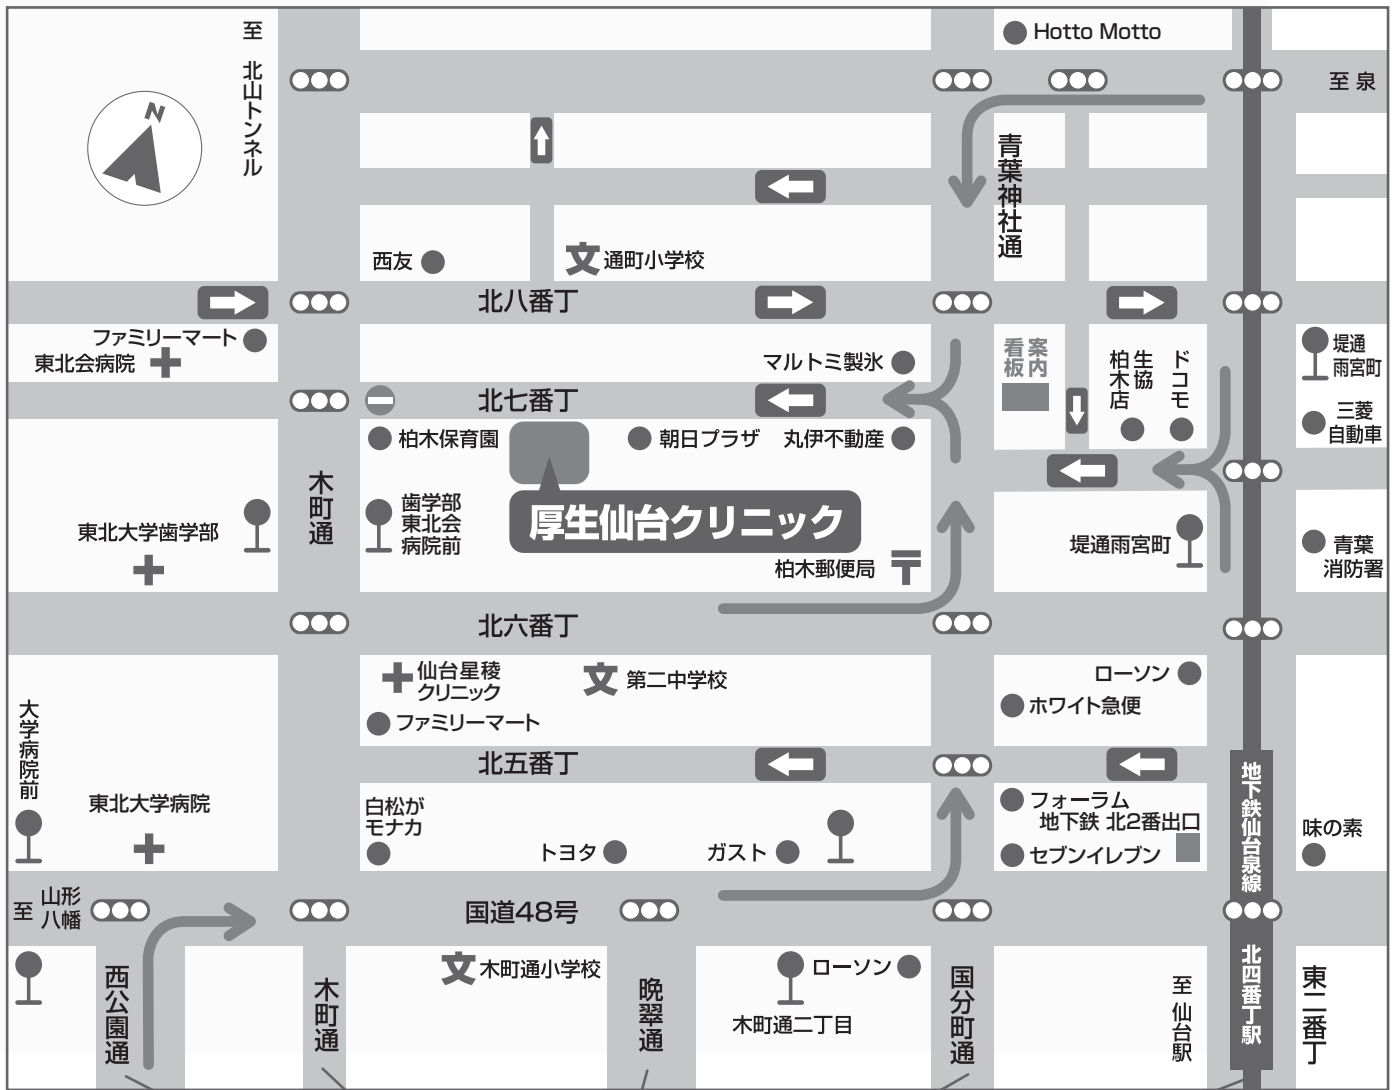 至 北山トンネル
N
Hotto Motto
至 泉
青葉神社通
西友
通町小学校
北八番丁
ファミリーマート
東北会病院
マルトミ製氷
案内
看板
生協
柏木店
ドコモ
堤通
雨宮町
北七番丁
三菱
自動車
柏木保育園
朝日プラザ
丸伊不動産
木町通
歯学部
東北会
病院前
厚生仙台クリニック
東北大学歯学部
柏木郵便局
堤通雨宮町
青葉
消防署
北六番丁
仙台星稜
クリニック
第二中学校
ローソン
ホワイト急便
ファミリーマート
大学病院前
北五番丁
地下鉄仙台泉線
東北大学病院
白松が
モナカ
フォーラム
地下鉄 北2番出口
トヨタ
ガスト
セブンイレブン
味の素
至 山形
八幡
国道48号
木町通小学校
ローソン
北四番丁駅
西公園通
木町通
晩翠通
木町通二丁目
国分町通
至 仙台駅
東二番丁